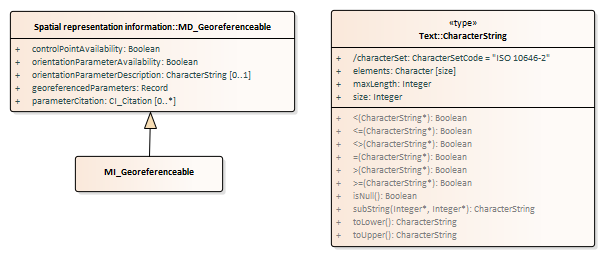 Spatial representation information::MD_Georeferenceable
+ controlPointAvailability: Boolean
+ orientationParameterAvailability: Boolean
+ orientationParameterDescription: CharacterString [0..1]
+ georeferencedParameters: Record
+ parameterCitation: CI_Citation [0..*]
MI_Georeferenceable
«type»
Text::CharacterString
+ /characterSet: CharacterSetCode = "ISO 10646-2"
+ elements: Character [size]
+ maxLength: Integer
+ size: Integer
+ <(CharacterString*): Boolean
+ <=(CharacterString*): Boolean
+ <>(CharacterString*): Boolean
+ =(CharacterString*): Boolean
+ >(CharacterString*): Boolean
+ >=(CharacterString*): Boolean
+ isNull(): Boolean
+ subString(Integer*, Integer*): CharacterString
+ toLower(): CharacterString
+ toUpper(): CharacterString